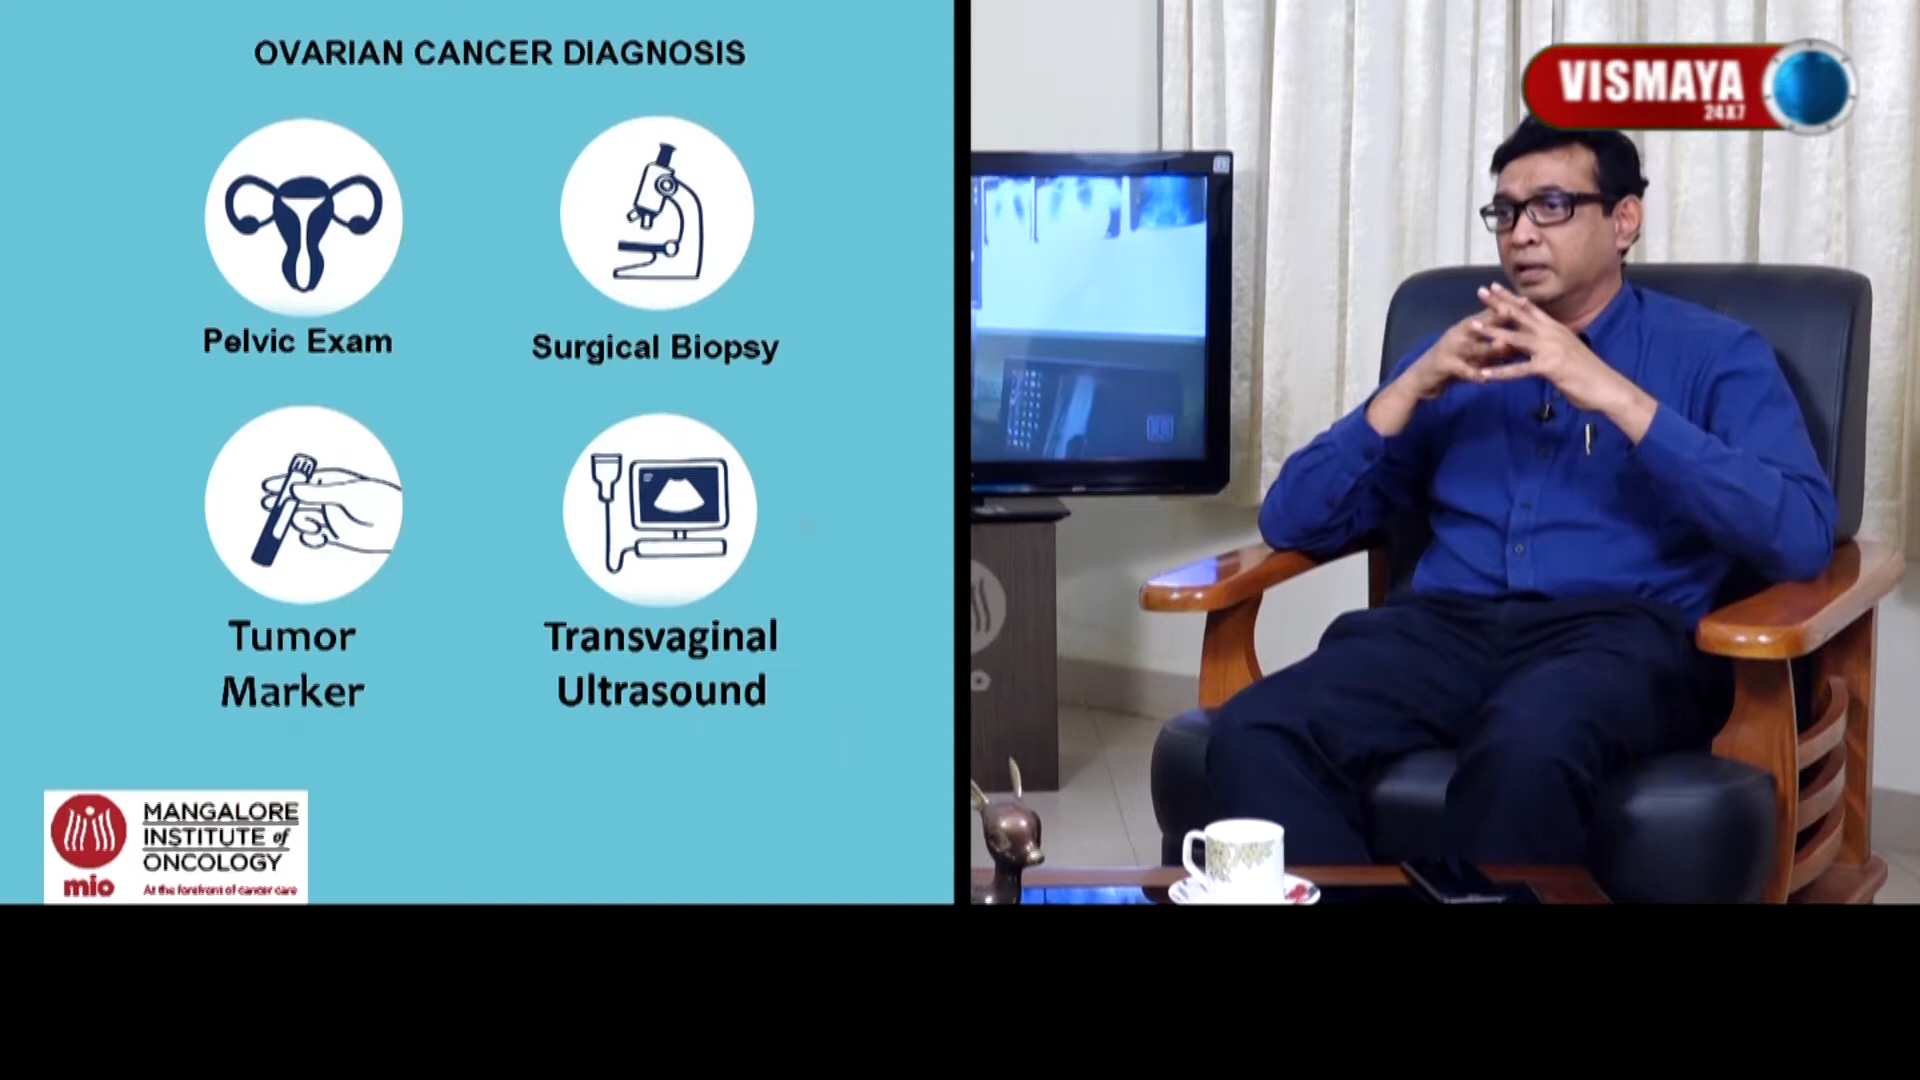 OVARIAN CANCER DIAGNOSIS
VISMAYA
24X7
Pelvic Exam
Surgical Biopsy
Tumor
Marker
Transvaginal
Ultrasound
MANGALORE
INSTITUTE of
ONCOLOGY
mio
At the forefront of cancer care